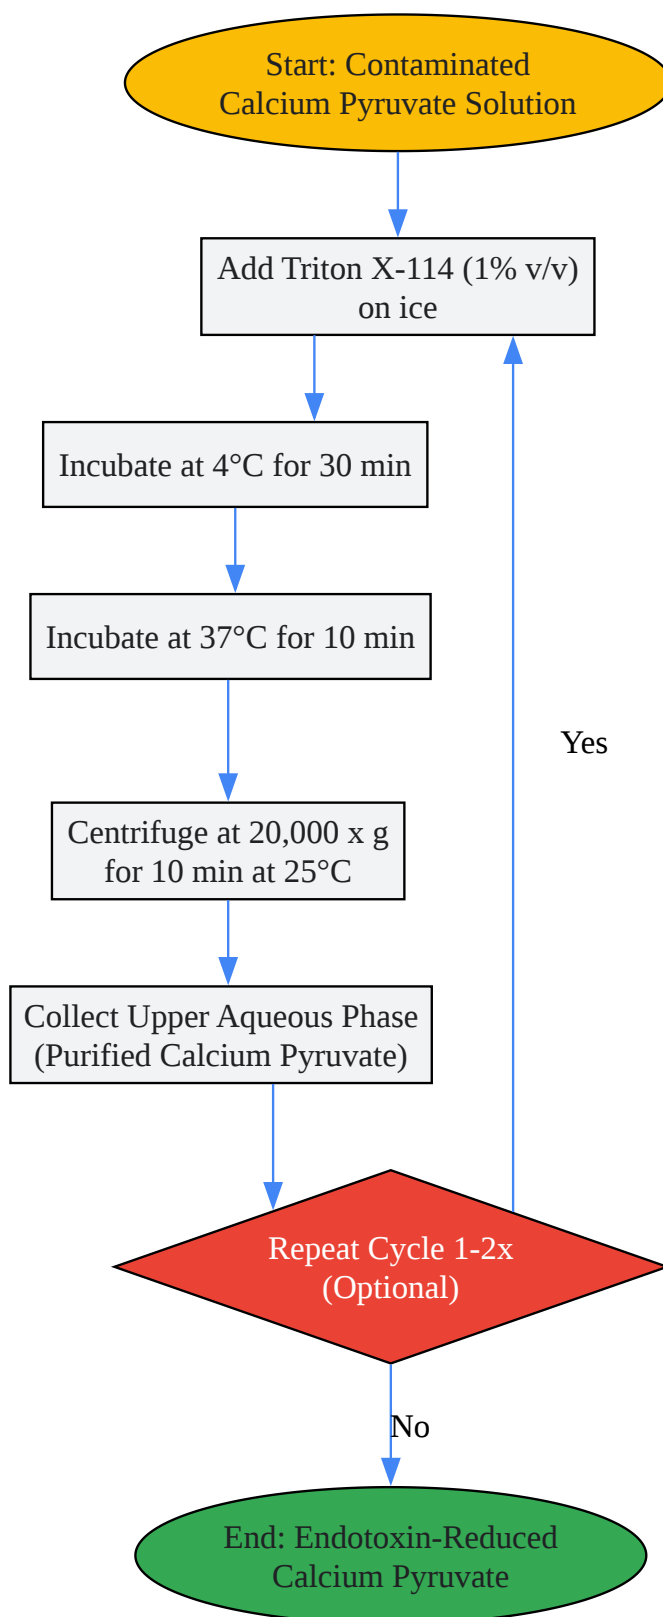 Start: Contaminated
Calcium Pyruvate Solution
Add Triton X-114 (1% v/v)
on ice
Incubate at 4°C for 30 min
Incubate at 37°C for 10 min
Yes
Centrifuge at 20,000 x g
for 10 min at 25°C
Collect Upper Aqueous Phase
(Purified Calcium Pyruvate)
Repeat Cycle 1-2x
(Optional)
No
End: Endotoxin-Reduced
Calcium Pyruvate